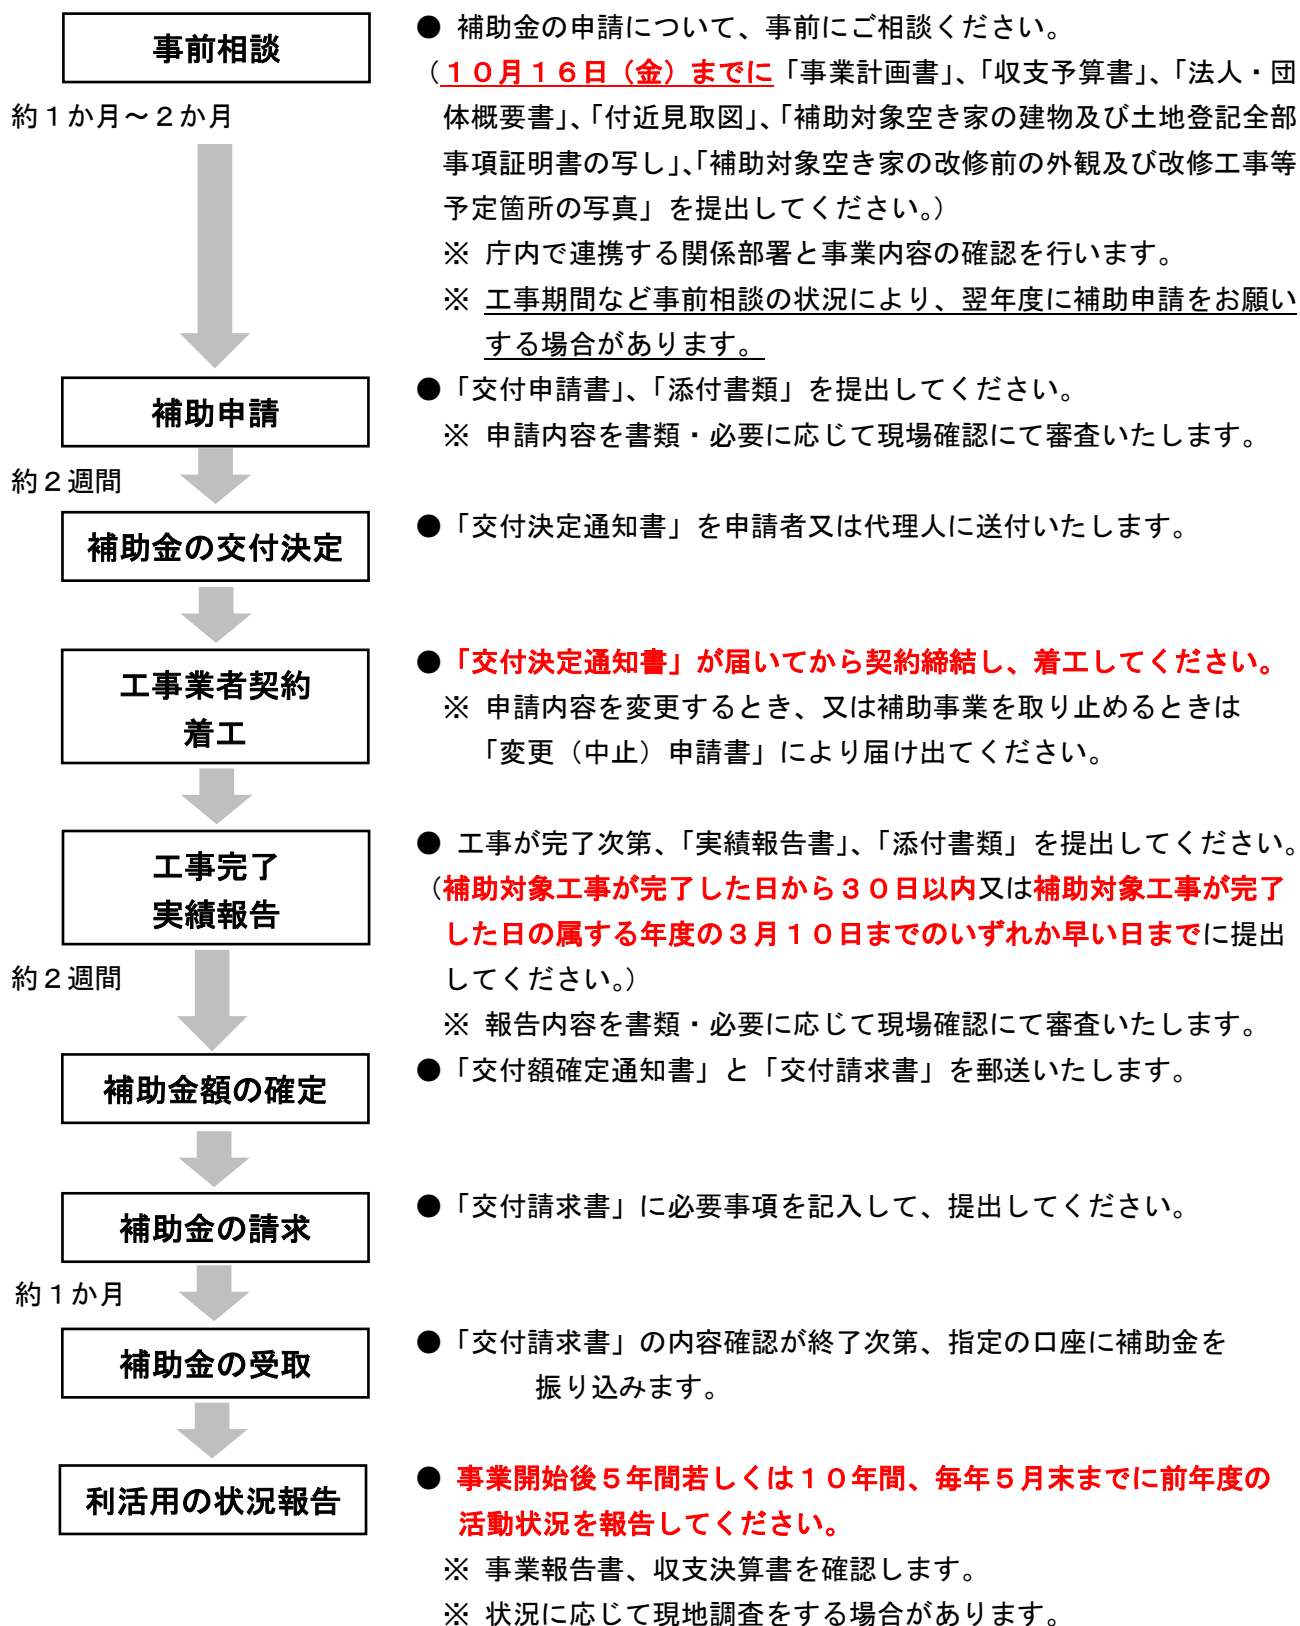 事前相談
● 補助金の申請について、事前にご相談ください。
（１０月１６日（金）までに「事業計画書」、「収支予算書」、「法人・団
約１か月～２か月
体概要書」、「付近見取図」、「補助対象空き家の建物及び土地登記全部
事項証明書の写し」、「補助対象空き家の改修前の外観及び改修工事等
予定箇所の写真」を提出してください。）
※ 庁内で連携する関係部署と事業内容の確認を行います。
※ 工事期間など事前相談の状況により、翌年度に補助申請をお願い
する場合があります。
補助申請
●「交付申請書」、「添付書類」を提出してください。
※ 申請内容を書類・必要に応じて現場確認にて審査いたします。
約２週間
補助金の交付決定
●「交付決定通知書」を申請者又は代理人に送付いたします。
工事業者契約
着工
●「交付決定通知書」が届いてから契約締結し、着工してください。
※ 申請内容を変更するとき、又は補助事業を取り止めるときは
「変更（中止）申請書」により届け出てください。
工事完了
実績報告
● 工事が完了次第、「実績報告書」、「添付書類」を提出してください。
（補助対象工事が完了した日から３０日以内又は補助対象工事が完了
した日の属する年度の３月１０日までのいずれか早い日までに提出
してください。）
約２週間
※ 報告内容を書類・必要に応じて現場確認にて審査いたします。
補助金額の確定
●「交付額確定通知書」と「交付請求書」を郵送いたします。
補助金の請求
●「交付請求書」に必要事項を記入して、提出してください。
約１か月
補助金の受取
●「交付請求書」の内容確認が終了次第、指定の口座に補助金を
振り込みます。
利活用の状況報告
● 事業開始後５年間若しくは１０年間、毎年５月末までに前年度の
活動状況を報告してください。
※ 事業報告書、収支決算書を確認します。
※ 状況に応じて現地調査をする場合があります。